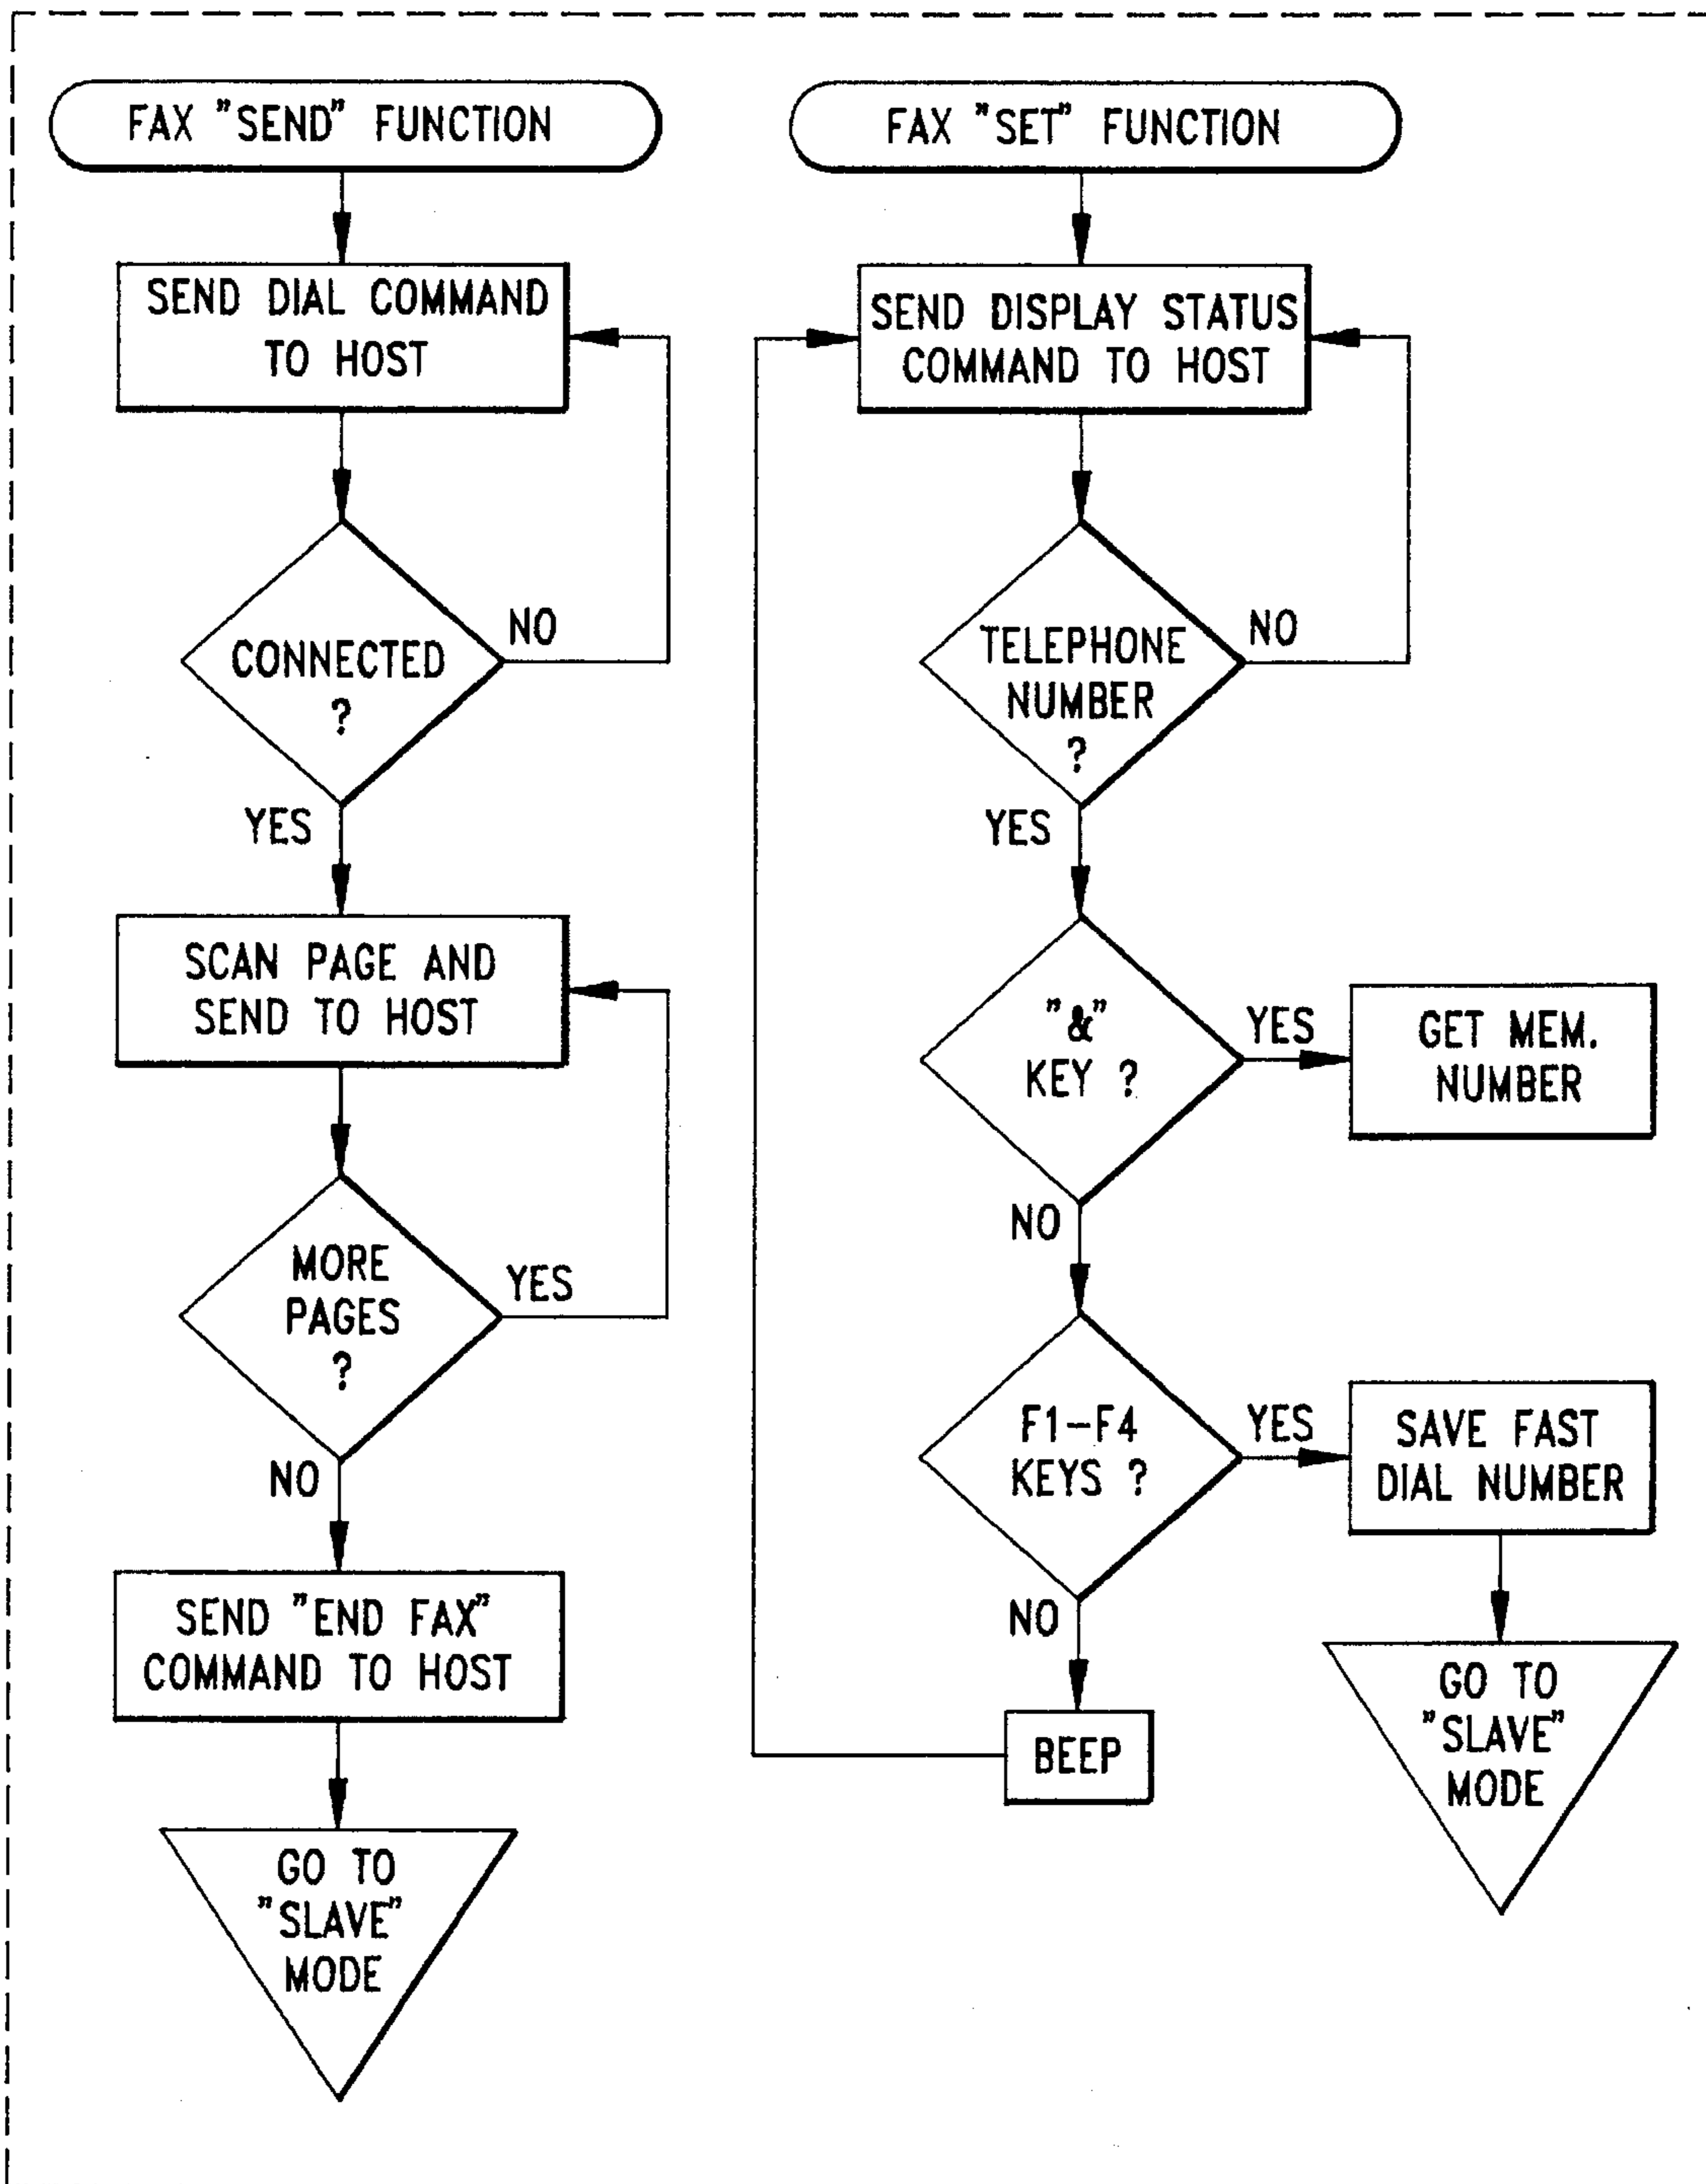 FAX "SEND" FUNCTION
SEND DIAL COMMAND
TO HOST
CONNECTED
?
NO
YES
SCAN PAGE AND
SEND TO HOST
MORE
PAGES
?
YES
NO
SEND "END FAX"
COMMAND TO HOST
GO TO
"SLAVE"
MODE
FAX "SET" FUNCTION
SEND DISPLAY STATUS
COMMAND TO HOST
TELEPHONE
NUMBER
?
NO
YES
"&"
KEY ?
YES
GET MEM.
NUMBER
NO
F1-F4
KEYS ?
YES
SAVE FAST
DIAL NUMBER
NO
BEEP
GO TO
"SLAVE"
MODE